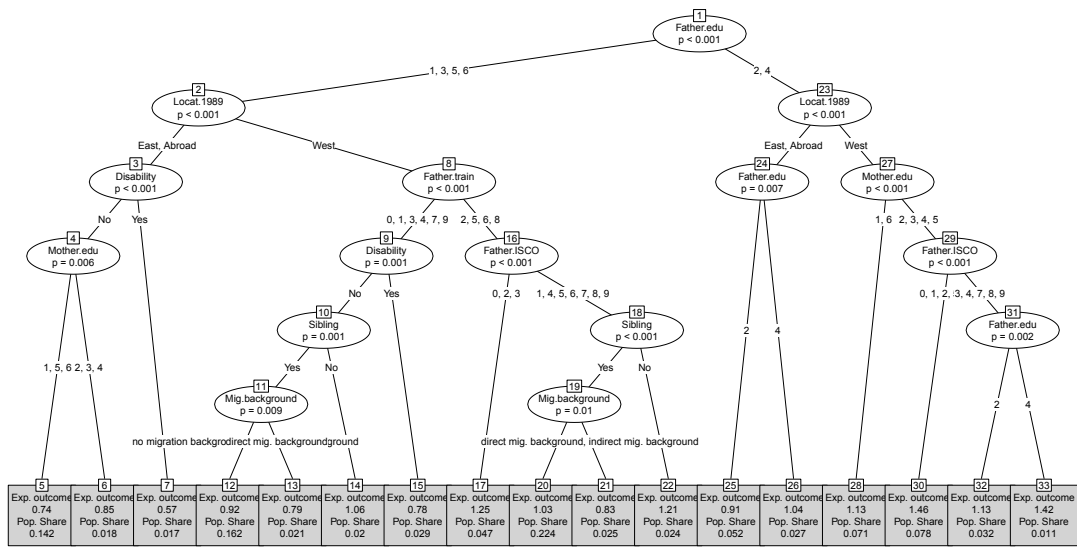 1
Father.edu
p < 0.001
1, 3, 5, 6
2, 4
2
Locat.1989
p < 0.001
23
Locat.1989
p < 0.001
East, Abroad
West
East, Abroad
West
3
Disability
p < 0.001
8
Father.train
p < 0.001
24
Father.edu
p = 0.007
27
Mother.edu
p < 0.001
No
Yes
0, 1, 3, 4, 7, 9
2, 5, 6, 8
1, 6
2, 3, 4, 5
4
Mother.edu
p = 0.006
9
Disability
p = 0.001
16
Father.ISCO
p < 0.001
29
Father.ISCO
p < 0.001
No
Yes
0, 2, 3
1, 4, 5, 6, 7, 8, 9
0, 1, 2,
3, 4, 7, 8, 9
10
Sibling
p = 0.001
18
Sibling
p < 0.001
31
Father.edu
p = 0.002
2
4
1, 5, 6
2, 3, 4
Yes
No
Yes
No
11
Mig.background
p = 0.009
19
Mig.background
p = 0.01
2
4
no migration backgro
direct mig. background
ground
direct mig. background, indirect mig. background
5
Exp. outcome
0.74
Pop. Share
0.142
6
Exp. outcome
0.85
Pop. Share
0.018
7
Exp. outcome
0.57
Pop. Share
0.017
12
Exp. outcome
0.92
Pop. Share
0.162
13
Exp. outcome
0.79
Pop. Share
0.021
14
Exp. outcome
1.06
Pop. Share
0.02
15
Exp. outcome
0.78
Pop. Share
0.029
17
Exp. outcome
1.25
Pop. Share
0.047
20
Exp. outcome
1.03
Pop. Share
0.224
21
Exp. outcome
0.83
Pop. Share
0.025
22
Exp. outcome
1.21
Pop. Share
0.024
25
Exp. outcome
0.91
Pop. Share
0.052
26
Exp. outcome
1.04
Pop. Share
0.027
28
Exp. outcome
1.13
Pop. Share
0.071
30
Exp. outcome
1.46
Pop. Share
0.078
32
Exp. outcome
1.13
Pop. Share
0.032
33
Exp. outcome
1.42
Pop. Share
0.011